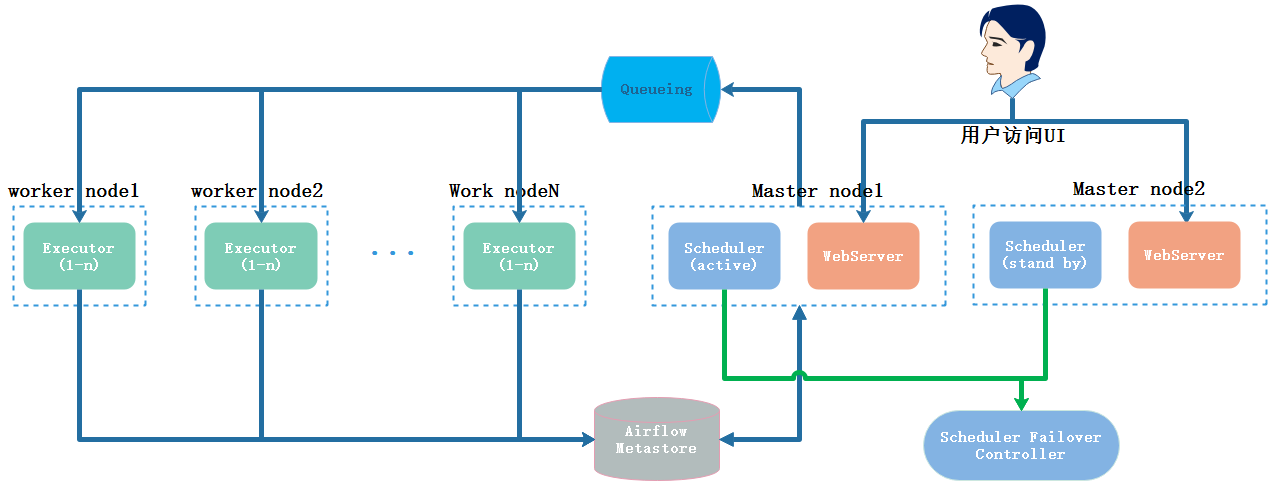 Queueing
用户访问UI
worker node1
worker node2
Work nodeN
Master node1
Master node2
Executor
(1-n)
Executor
(1-n)
...
Executor
(1-n)
Scheduler
(active)
WebServer
Scheduler
(stand by)
WebServer
Airflow
Metastore
Scheduler Failover
Controller